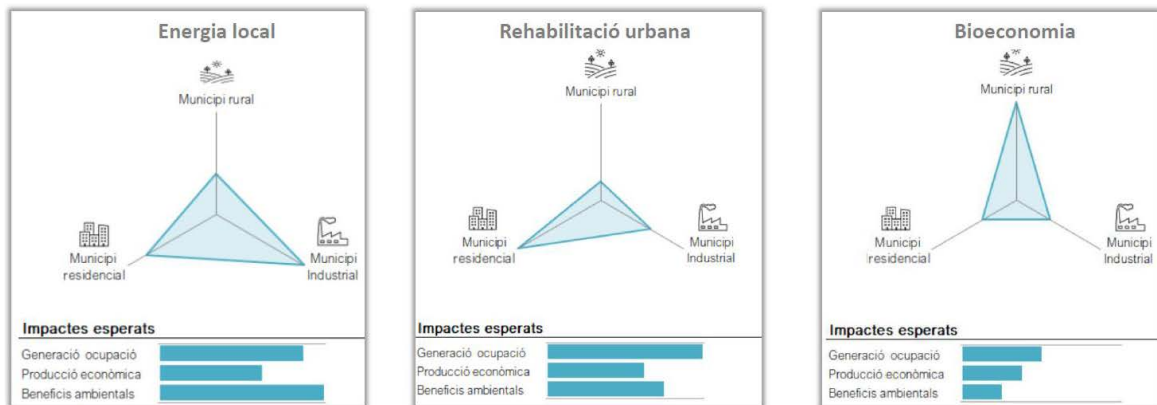 Energia local
Municipi rural
Municipi
residencial
Municipi
Industrial
Impactes esperats
Generació ocupació
Producció econòmica
Beneficis ambientals
Rehabilitació urbana
Municipi rural
Municipi
residencial
Municipi
Industrial
Impactes esperats
Generació ocupació
Producció econòmica
Beneficis ambientals
Bioeconomia
Municipi rural
Municipi
residencial
Municipi
Industrial
Impactes esperats
Generació ocupació
Producció econòmica
Beneficis ambientals